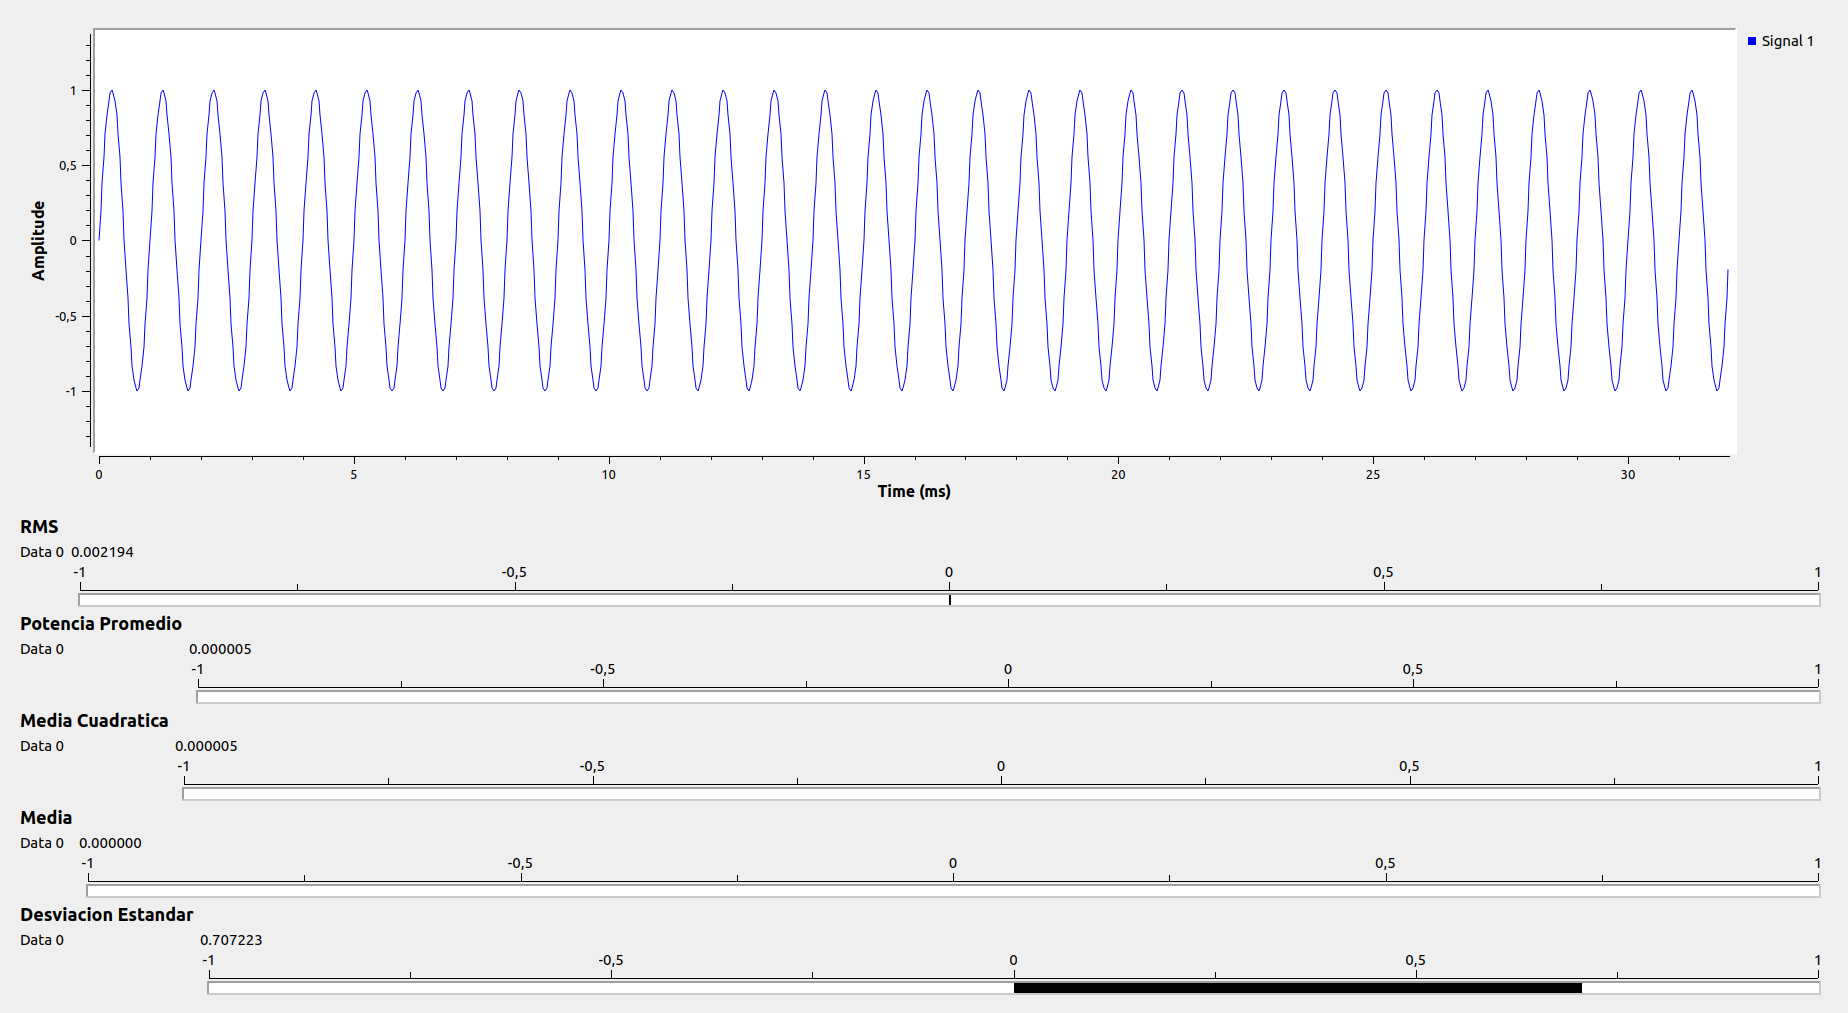 Signal 1
1
0,5
0
-0,5
-1
Amplitude
0 5 10 15 20 25 30
Time (ms)
RMS
Data 0 0.002194
-1 -0,5 0 0,5 1
Potencia Promedio
Data 0 0.000005
-1 -0,5 0 0,5 1
Media Cuadratica
Data 0 0.000005
-1 -0,5 0 0,5 1
Media
Data 0 0.000000
-1 -0,5 0 0,5 1
Desviacion Estandar
Data 0 0.707223
-1 -0,5 0 0,5 1